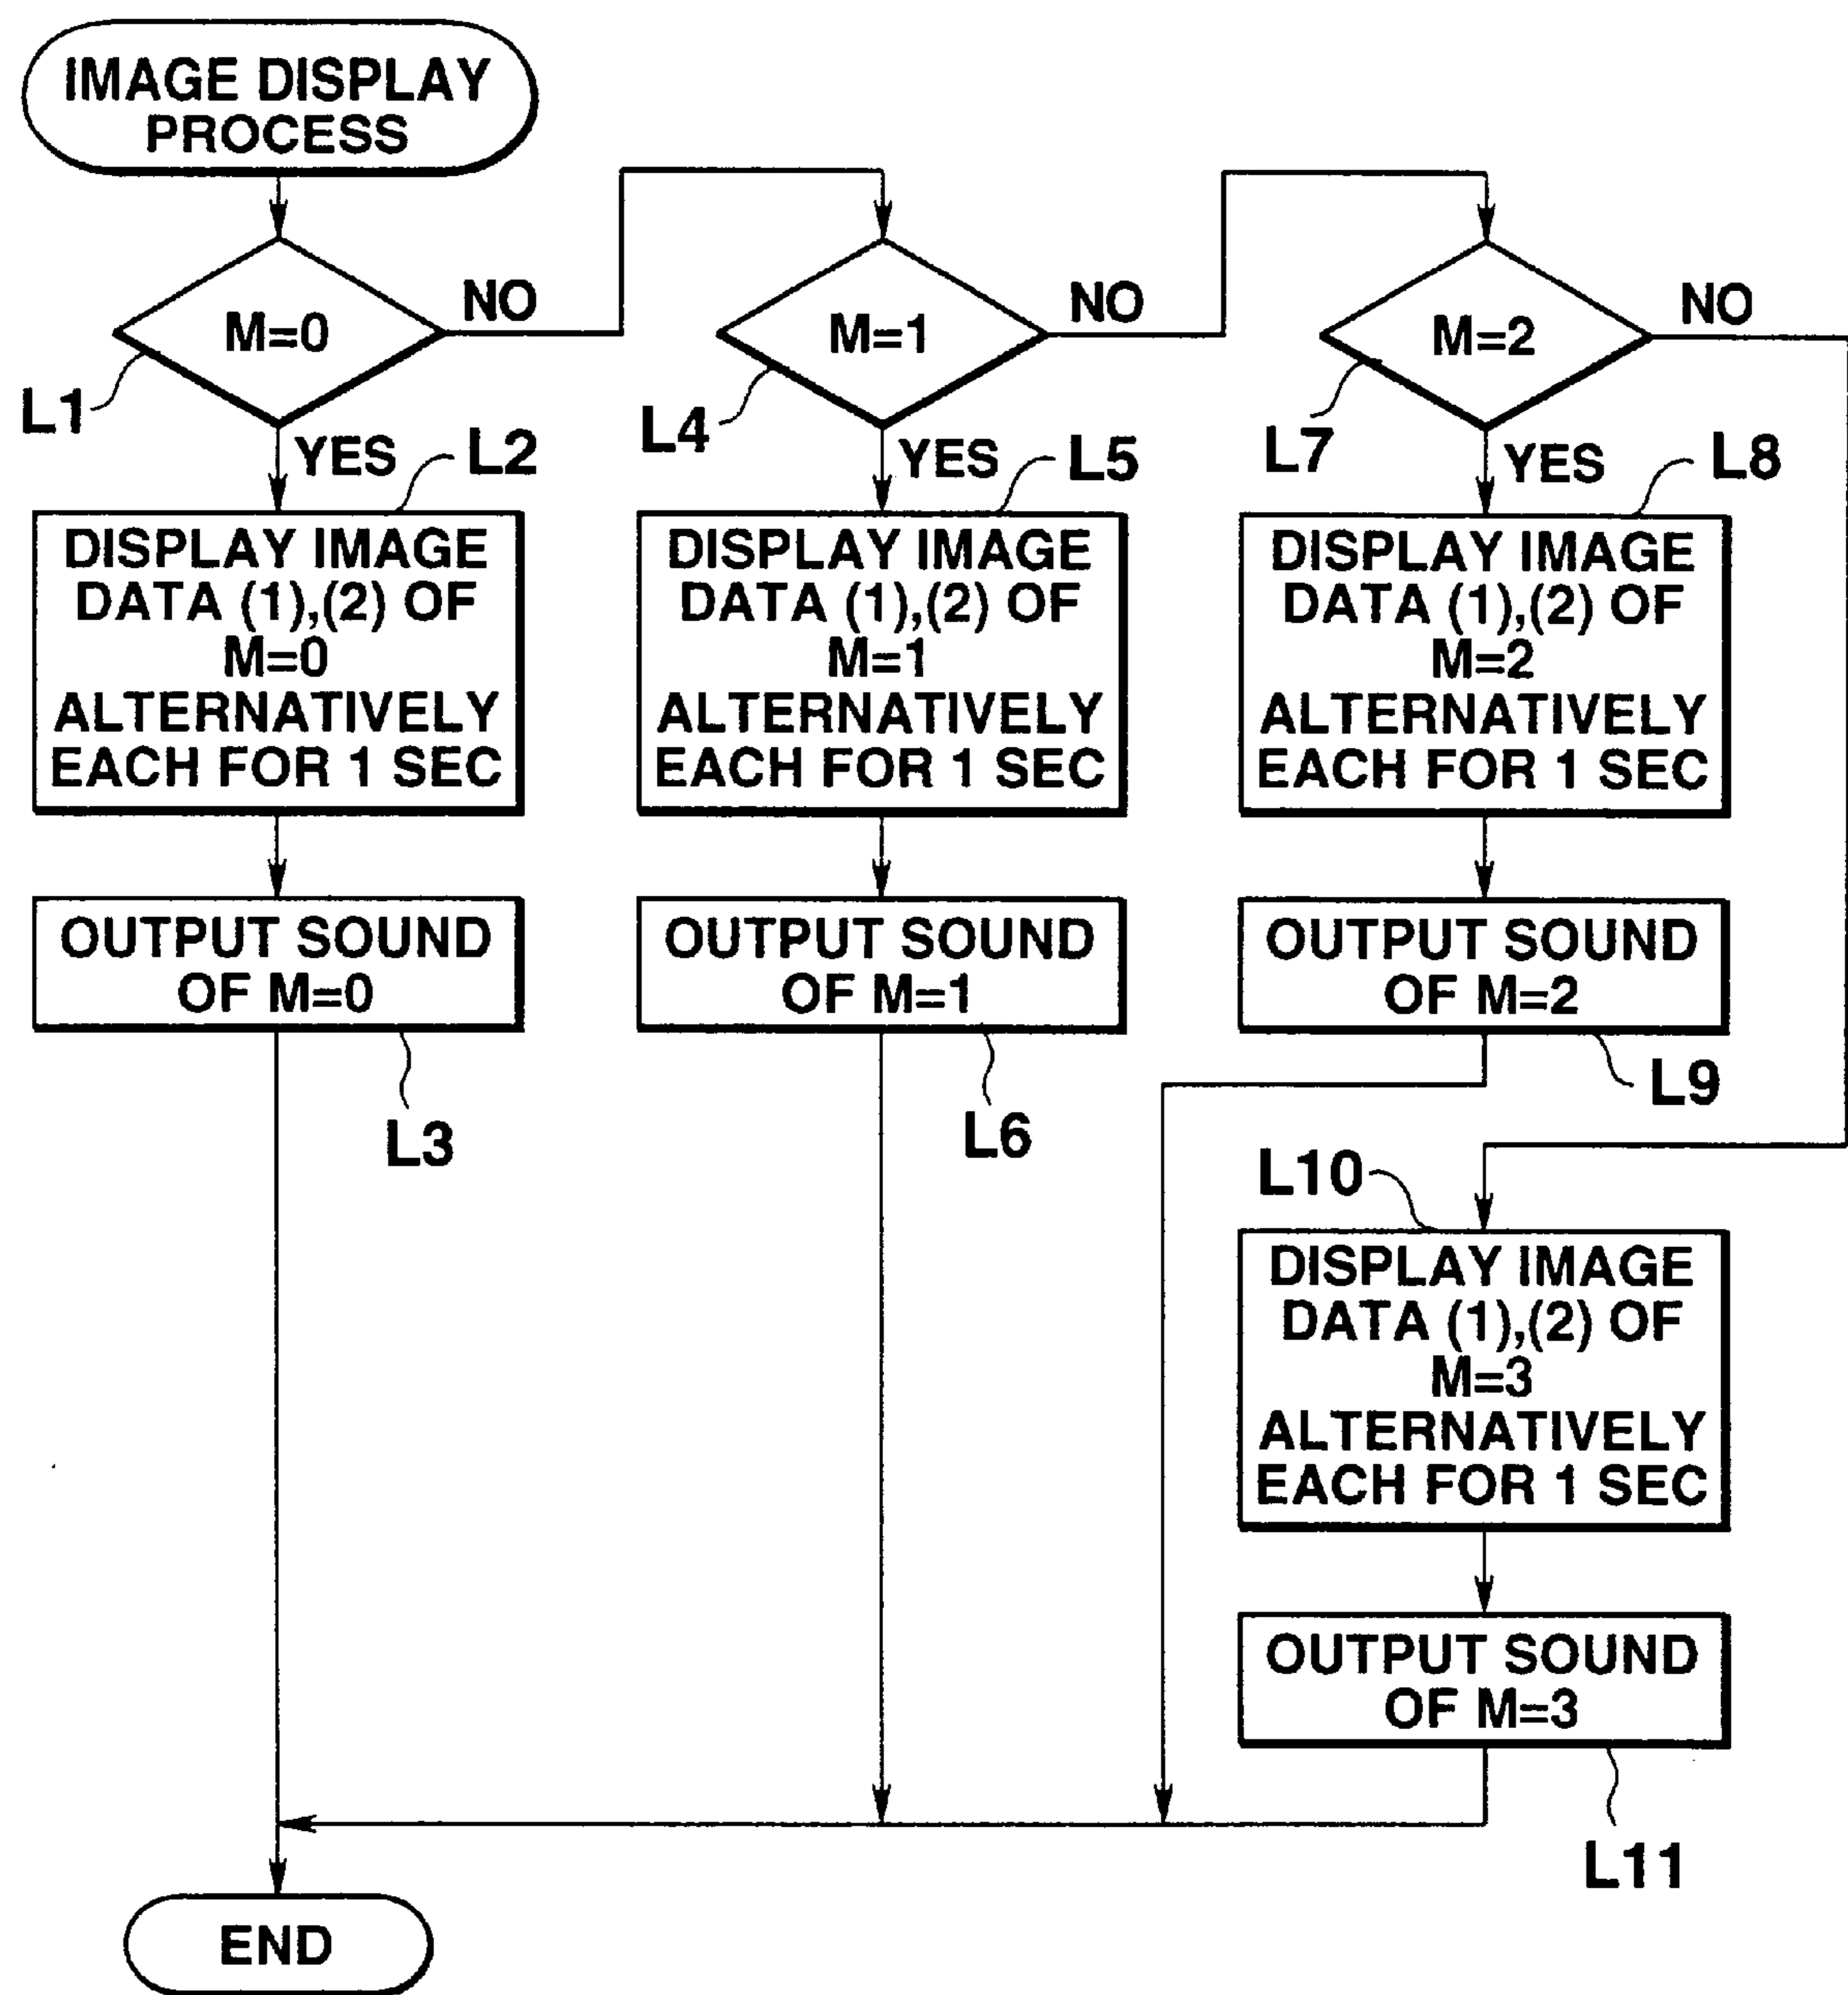 IMAGE DISPLAY
PROCESS
M=0
NO
YES
L1
L2
DISPLAY IMAGE
DATA (1),(2) OF
M=0
ALTERNATIVELY
EACH FOR 1 SEC
OUTPUT SOUND
OF M=0
L3
M=1
NO
YES
L4
L5
DISPLAY IMAGE
DATA (1),(2) OF
M=1
ALTERNATIVELY
EACH FOR 1 SEC
OUTPUT SOUND
OF M=1
L6
M=2
NO
YES
L7
L8
DISPLAY IMAGE
DATA (1),(2) OF
M=2
ALTERNATIVELY
EACH FOR 1 SEC
OUTPUT SOUND
OF M=2
L9
L10
DISPLAY IMAGE
DATA (1),(2) OF
M=3
ALTERNATIVELY
EACH FOR 1 SEC
OUTPUT SOUND
OF M=3
L11
END